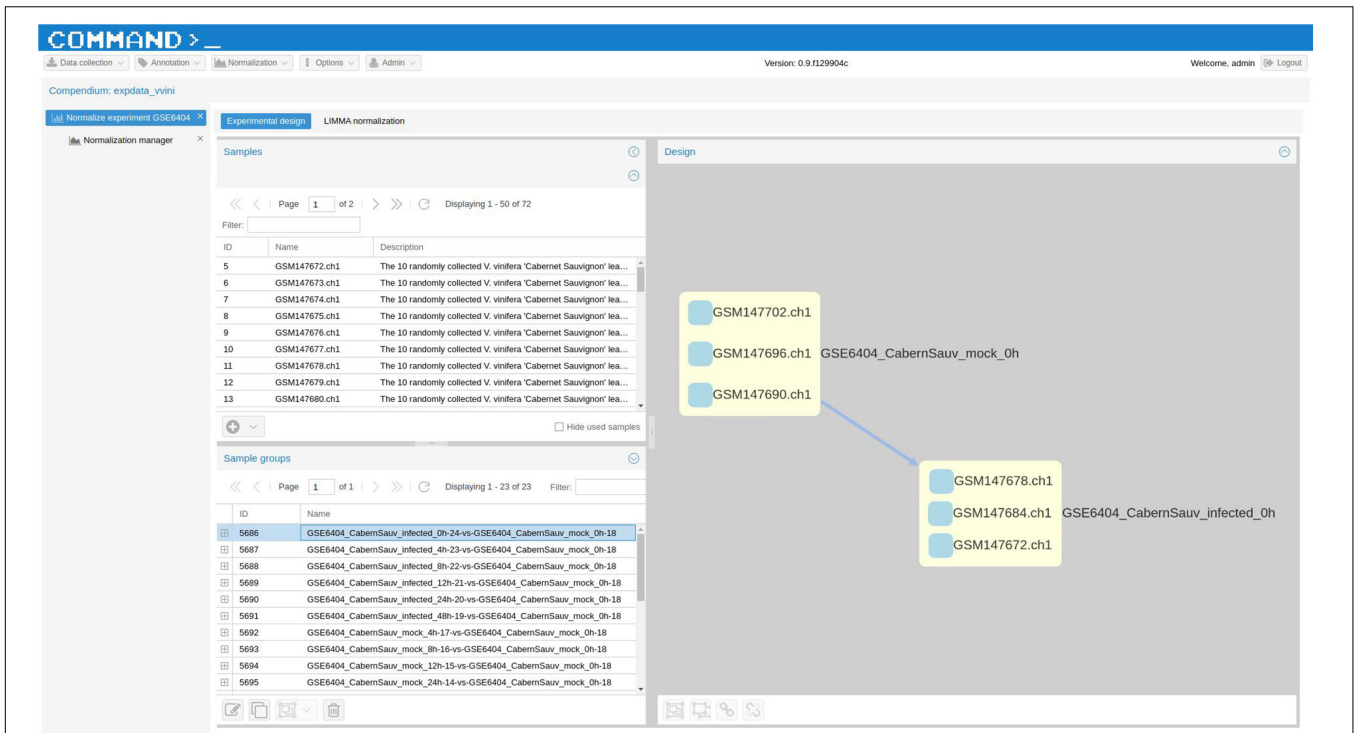 COMMAND>_
Data collection Annotation Normalization Options Admin Version: 0.9.f129904c Welcome, admin Logout
Compendium: expdata_vvini
Normalize experiment GSE6404
Normalization manager
Experimental design LIMMA normalization
Samples
Page 1 of 2 Displaying 1 - 50 of 72
Filter:
ID Name Description
5 GSM147672.ch1 The 10 randomly collected V. vinifera 'Cabernet Sauvignon' lea...
6 GSM147673.ch1 The 10 randomly collected V. vinifera 'Cabernet Sauvignon' lea...
7 GSM147674.ch1 The 10 randomly collected V. vinifera 'Cabernet Sauvignon' lea...
8 GSM147675.ch1 The 10 randomly collected V. vinifera 'Cabernet Sauvignon' lea...
9 GSM147676.ch1 The 10 randomly collected V. vinifera 'Cabernet Sauvignon' lea...
10 GSM147677.ch1 The 10 randomly collected V. vinifera 'Cabernet Sauvignon' lea...
11 GSM147678.ch1 The 10 randomly collected V. vinifera 'Cabernet Sauvignon' lea...
12 GSM147679.ch1 The 10 randomly collected V. vinifera 'Cabernet Sauvignon' lea...
13 GSM147680.ch1 The 10 randomly collected V. vinifera 'Cabernet Sauvignon' lea...
Hide used samples
Sample groups
Page 1 of 1 Displaying 1 - 23 of 23 Filter:
ID Name
5686 GSE6404_CabernSauv_infected_0h-24-vs-GSE6404_CabernSauv_mock_0h-18
5687 GSE6404_CabernSauv_infected_4h-23-vs-GSE6404_CabernSauv_mock_0h-18
5688 GSE6404_CabernSauv_infected_8h-22-vs-GSE6404_CabernSauv_mock_0h-18
5689 GSE6404_CabernSauv_infected_12h-21-vs-GSE6404_CabernSauv_mock_0h-18
5690 GSE6404_CabernSauv_infected_24h-20-vs-GSE6404_CabernSauv_mock_0h-18
5691 GSE6404_CabernSauv_infected_48h-19-vs-GSE6404_CabernSauv_mock_0h-18
5692 GSE6404_CabernSauv_mock_4h-17-vs-GSE6404_CabernSauv_mock_0h-18
5693 GSE6404_CabernSauv_mock_8h-16-vs-GSE6404_CabernSauv_mock_0h-18
5694 GSE6404_CabernSauv_mock_12h-15-vs-GSE6404_CabernSauv_mock_0h-18
5695 GSE6404_CabernSauv_mock_24h-14-vs-GSE6404_CabernSauv_mock_0h-18
Design
GSM147702.ch1
GSM147696.ch1 GSE6404_CabernSauv_mock_0h
GSM147690.ch1
GSM147678.ch1
GSM147684.ch1 GSE6404_CabernSauv_infected_0h
GSM147672.ch1